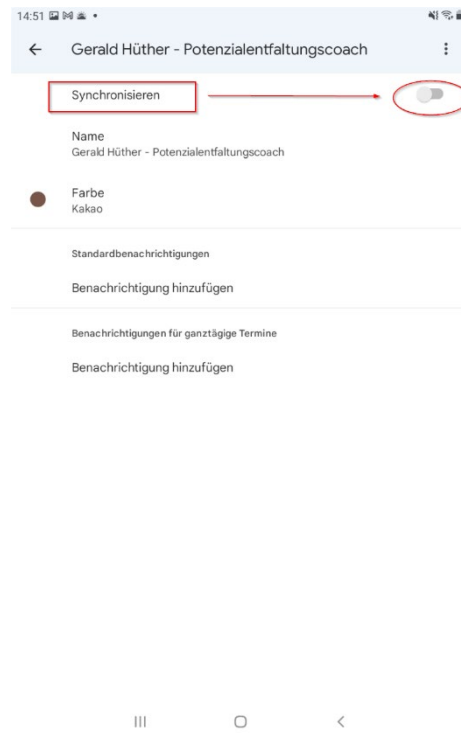 14:51
Gerald Hüther - Potenzialentfaltungscoach
Synchronisieren
Name
Gerald Hüther - Potenzialentfaltungscoach
Farbe
Kakao
Standardbenachrichtigungen
Benachrichtigung hinzufügen
Benachrichtigungen für ganztägige Termine
Benachrichtigung hinzufügen